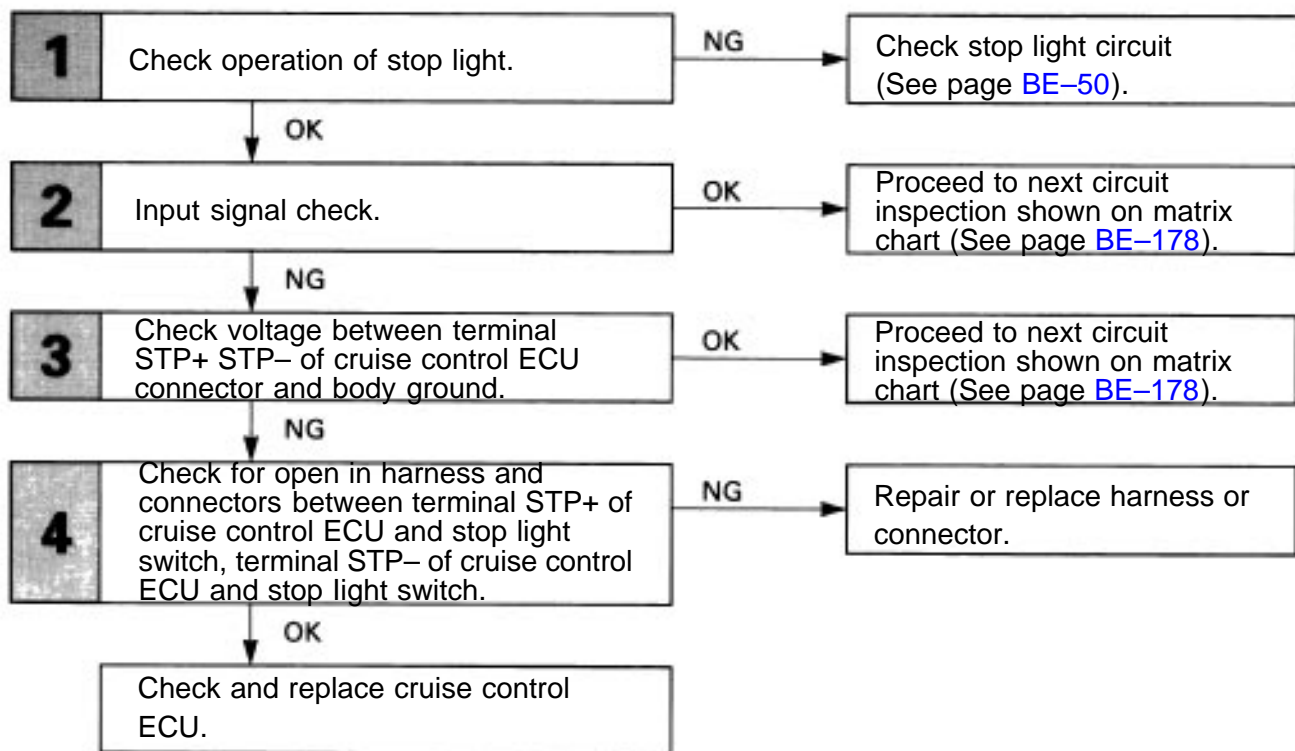 1
Check operation of stop light.
NG
Check stop light circuit
(See page BE–50).
OK
2
Input signal check.
OK
Proceed to next circuit
inspection shown on matrix
chart (See page BE–178).
NG
3
Check voltage between terminal
STP+ STP– of cruise control ECU
connector and body ground.
OK
Proceed to next circuit
inspection shown on matrix
chart (See page BE–178).
NG
4
Check for open in harness and
connectors between terminal STP+ of
cruise control ECU and stop light
switch, terminal STP– of cruise control
ECU and stop light switch.
NG
Repair or replace harness or
connector.
OK
Check and replace cruise control
ECU.